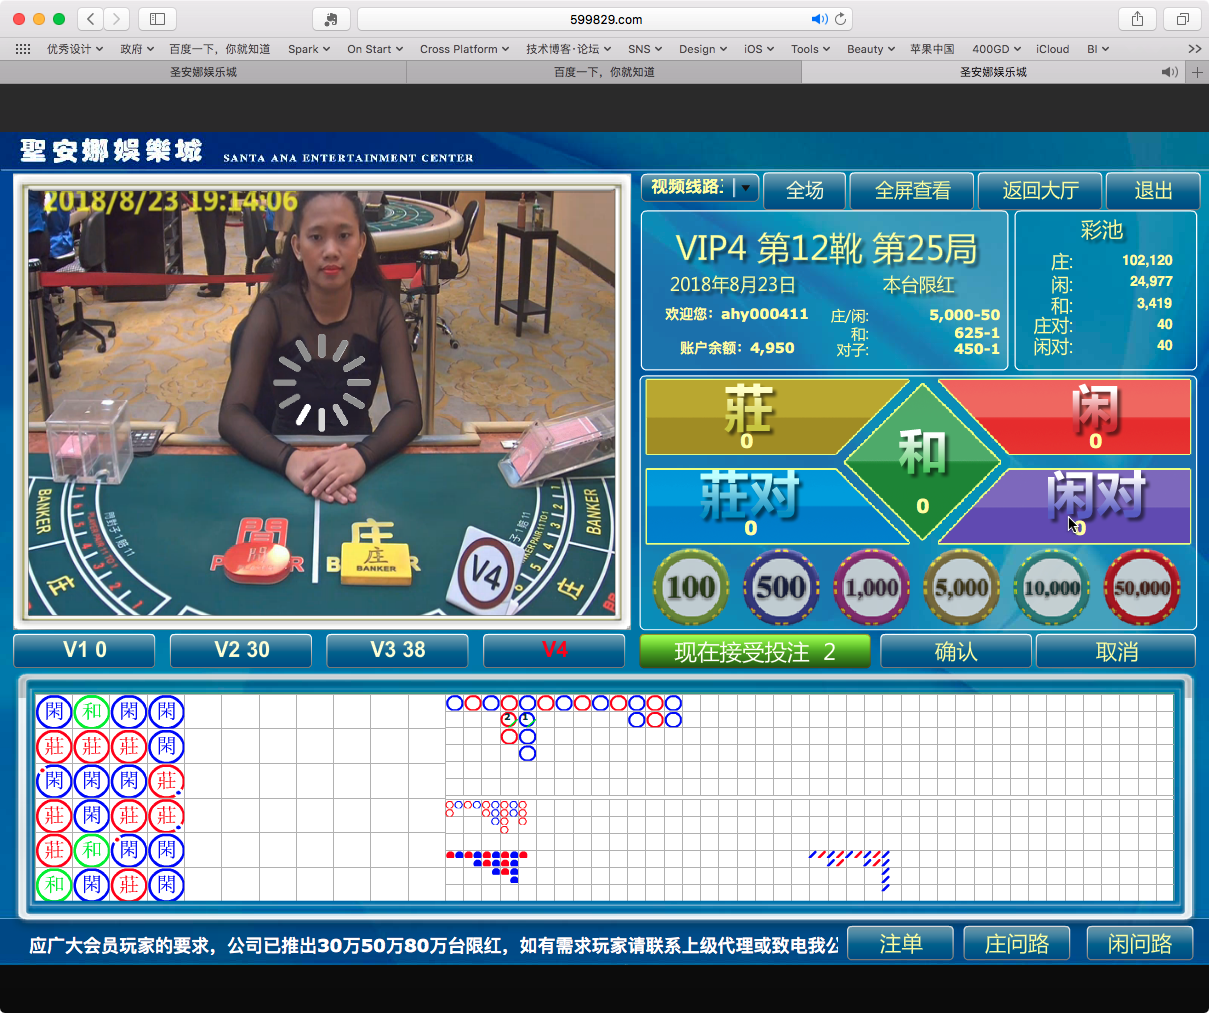 599829.com
优秀设计 政府 百度一下，你就知道 Spark On Start Cross Platform 技术博客·论坛 SNS Design iOS Tools Beauty 苹果中国 400GD iCloud BI
圣安娜娱乐城 百度一下，你就知道 圣安娜娱乐城
聖安娜娛樂城 SANTA ANA ENTERTAINMENT CENTER
2018/8/23 19:14:06
视频线路: 全场 全屏查看 返回大厅 退出
VIP4 第12靴 第25局
2018年8月23日 本台限红
欢迎您: ahy000411
账户余额: 4,950
庄/闲: 5,000-50
和: 625-1
对子: 450-1
彩池
庄: 102,120
闲: 24,977
和: 3,419
庄对: 40
闲对: 40
莊 0
和 0
闲 0
莊对 0
闲对 0
100 500 1,000 5,000 10,000 50,000
BANKER
庄
闲
PLAYER
庄
庄
BANKER
V4
BANKER
庄
V1 0 V2 30 V3 38 V4
现在接受投注 2 确认 取消
閑 和 閑 閑
莊 莊 莊 閑
閑 閑 閑 莊
莊 閑 莊 莊
莊 和 閑 閑
和 閑 莊 閑
2 1
应广大会员玩家的要求，公司已推出30万50万80万台限红，如有需求玩家请联系上级代理或致电我公
注单 庄问路 闲问路